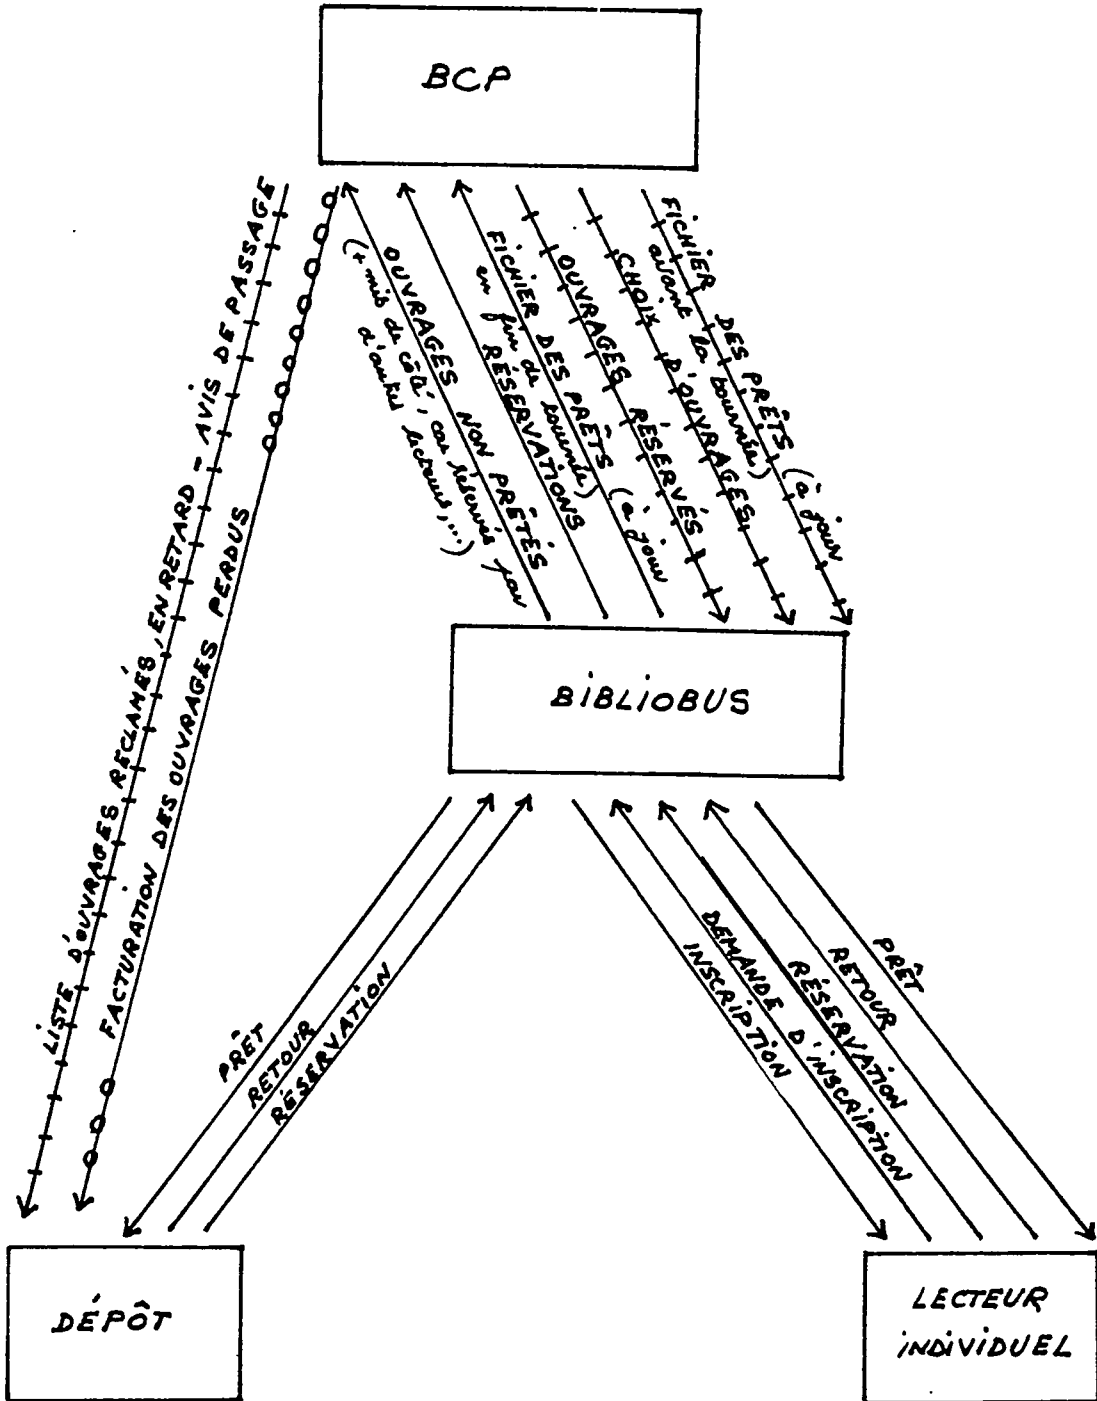 BCP
LISTE D'OUVRAGES RÉCLAMÉS, EN RETARD - AVIS DE PASSAGE
FACTURATION DES OUVRAGES PERDUS
OUVRAGES NON PRÊTÉS
(+ mis de côté, car réservés par
d'autres lecteurs,...)
RÉSERVATIONS
FICHIER DES PRÊTS (à jour
en fin de tournée)
OUVRAGES RÉSERVÉS
CHOIX D'OUVRAGES
FICHIER DES PRÊTS (à jour
avant la tournée)
BIBLIOBUS
PRÊT
RETOUR
RÉSERVATION
INSCRIPTION
DEMANDE D'INSCRIPTION
RÉSERVATION
RETOUR
PRÊT
DÉPÔT
LECTEUR
INDIVIDUEL